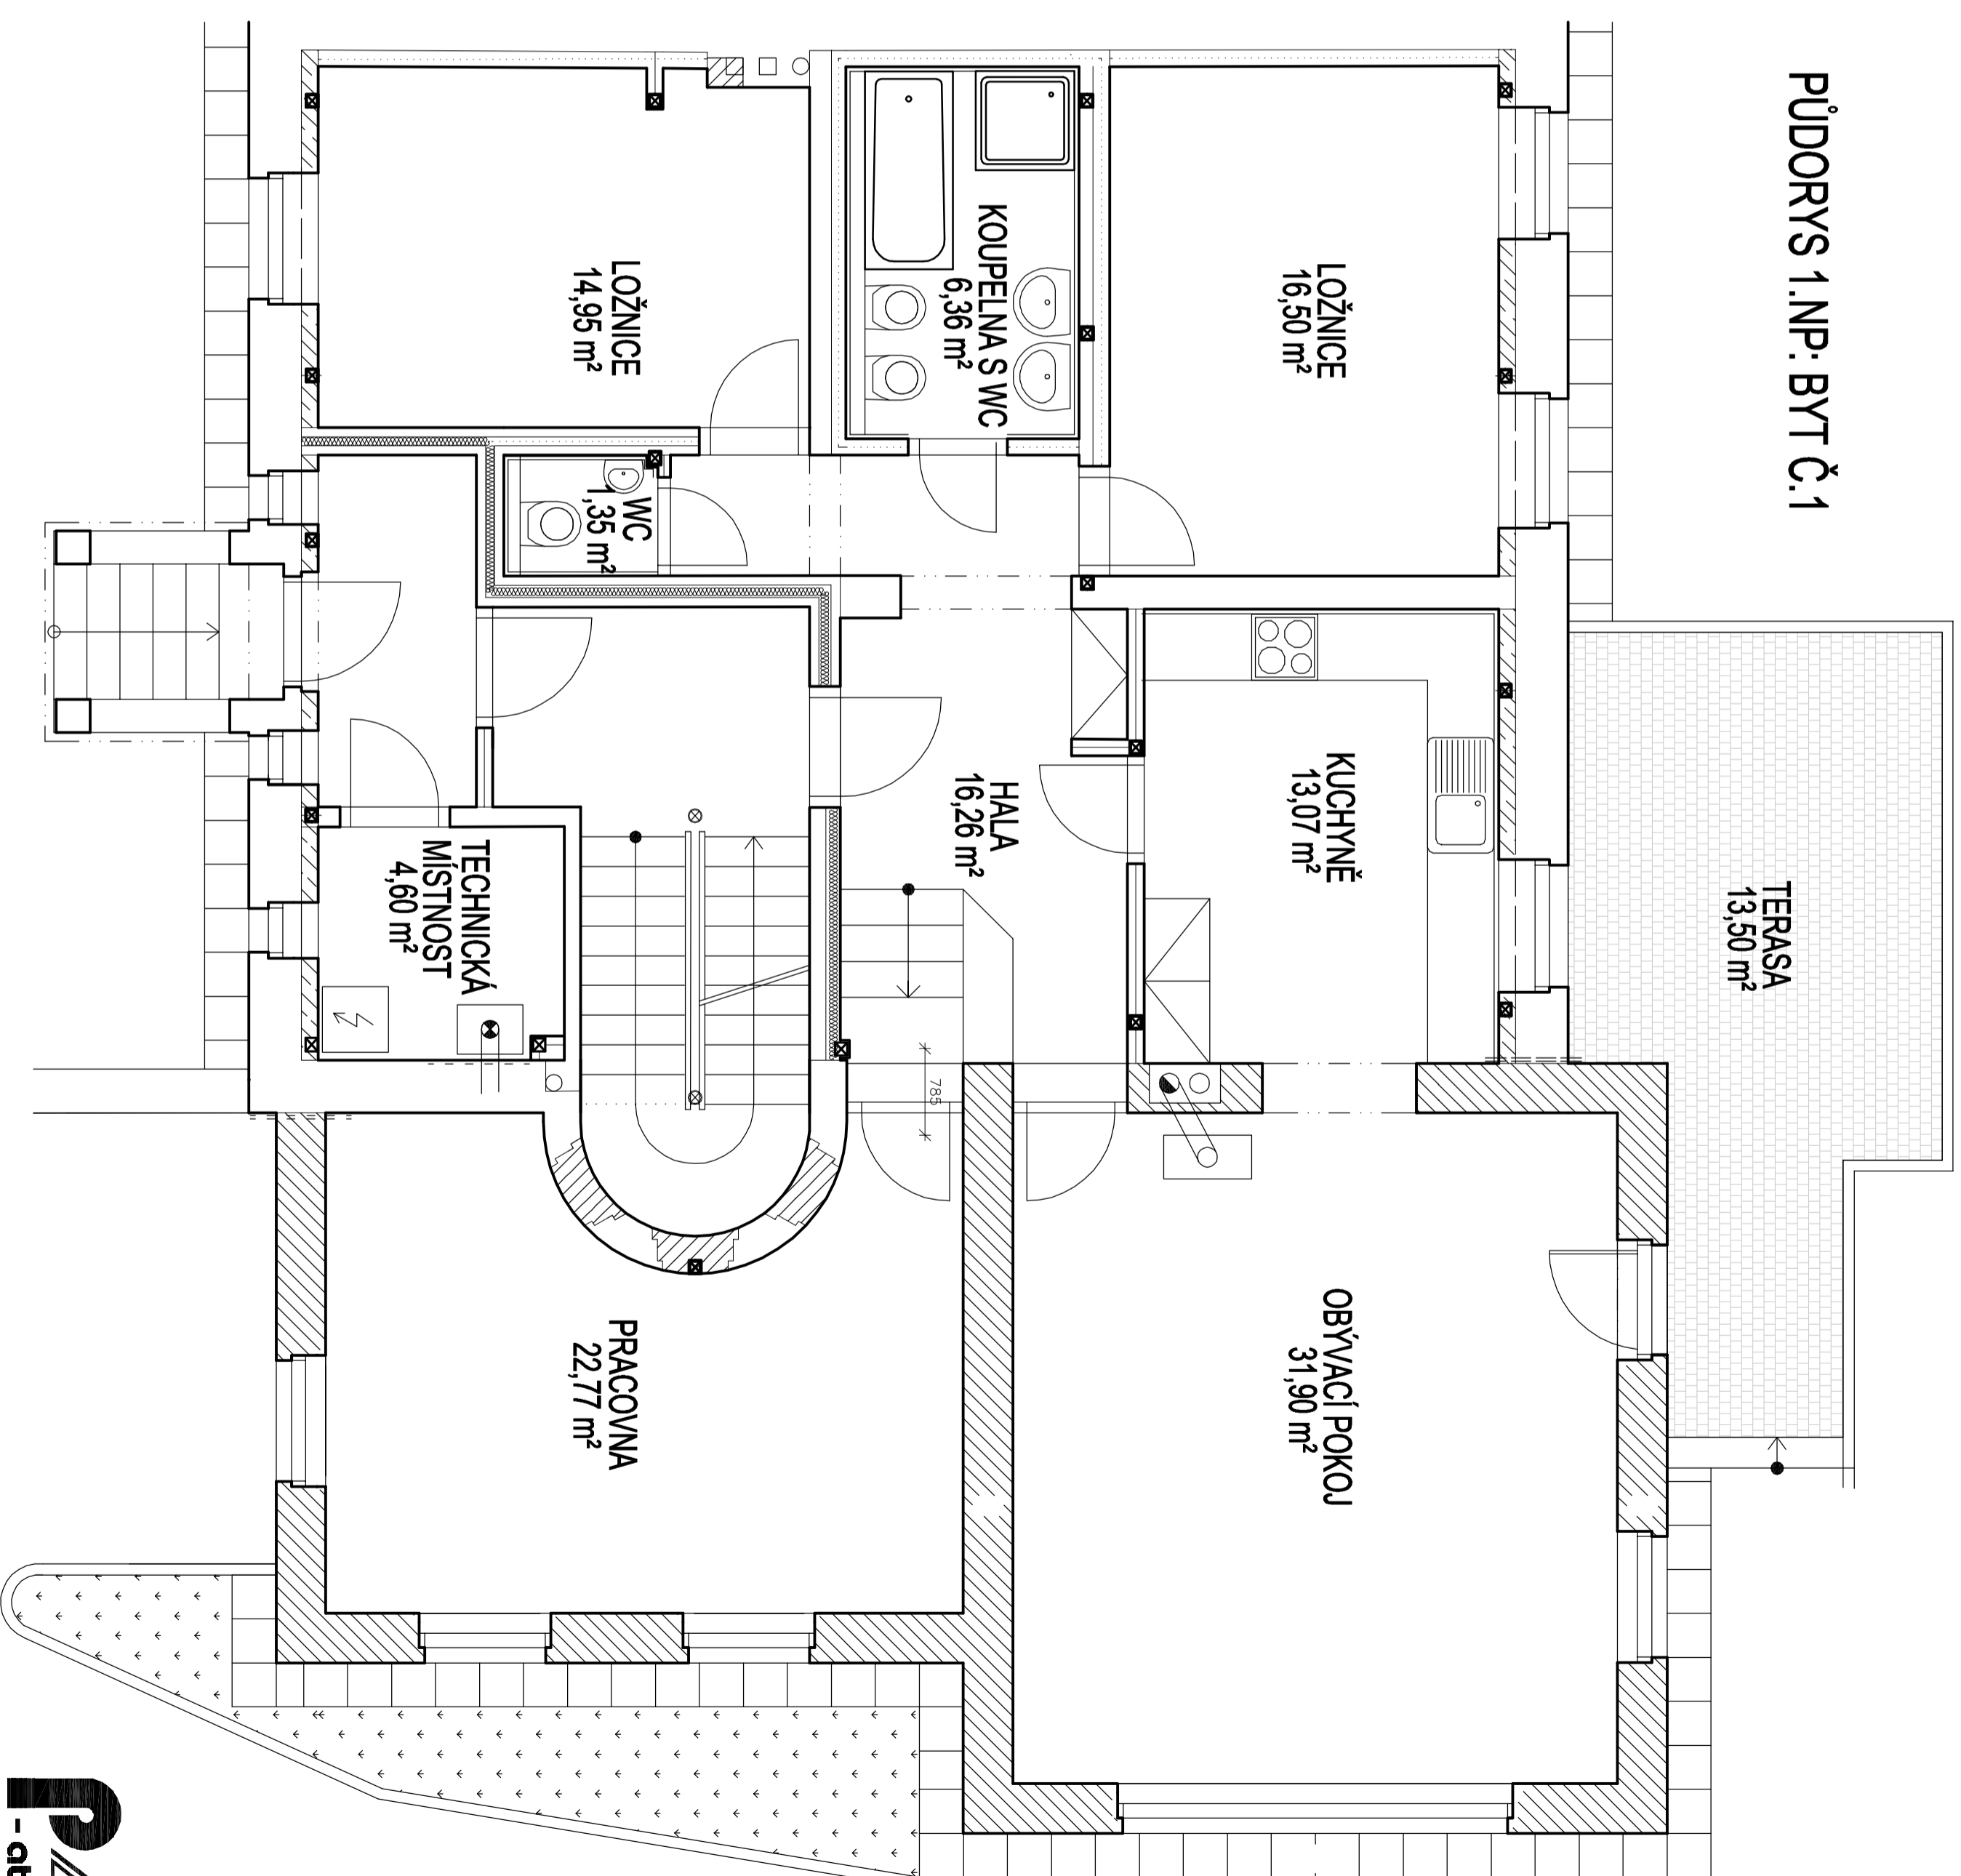 PŮDORYS 1.NP: BYT Č.1
TERASA
13,50 m²
LOŽNICE
16,50 m²
KUCHYNĚ
13,07 m²
OBÝVACÍ POKOJ
31,90 m²
KOUPELNA S WC
6,36 m²
HALA
16,26 m²
785
WC
1,35 m²
LOŽNICE
14,95 m²
PRACOVNA
22,77 m²
TECHNICKÁ
MÍSTNOST
4,60 m²